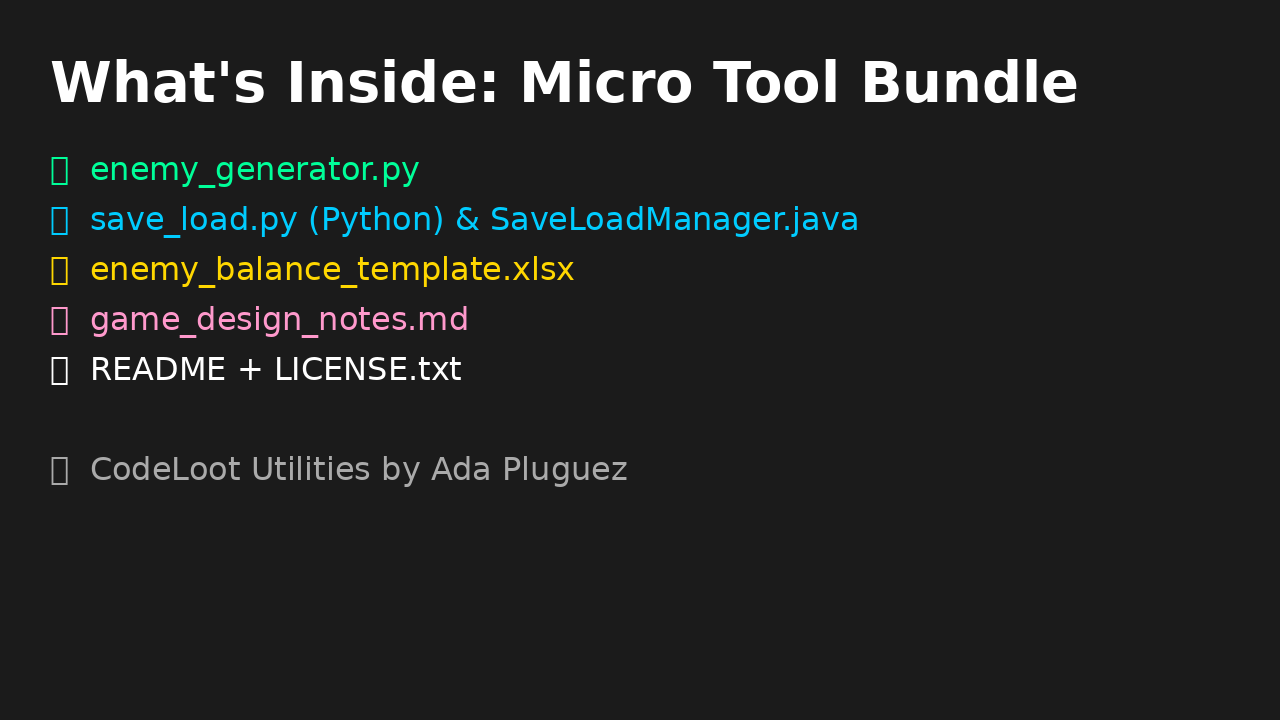 What's Inside: Micro Tool Bundle
enemy_generator.py
save_load.py (Python) & SaveLoadManager.java
enemy_balance_template.xlsx
game_design_notes.md
README + LICENSE.txt
CodeLoot Utilities by Ada Pluguez